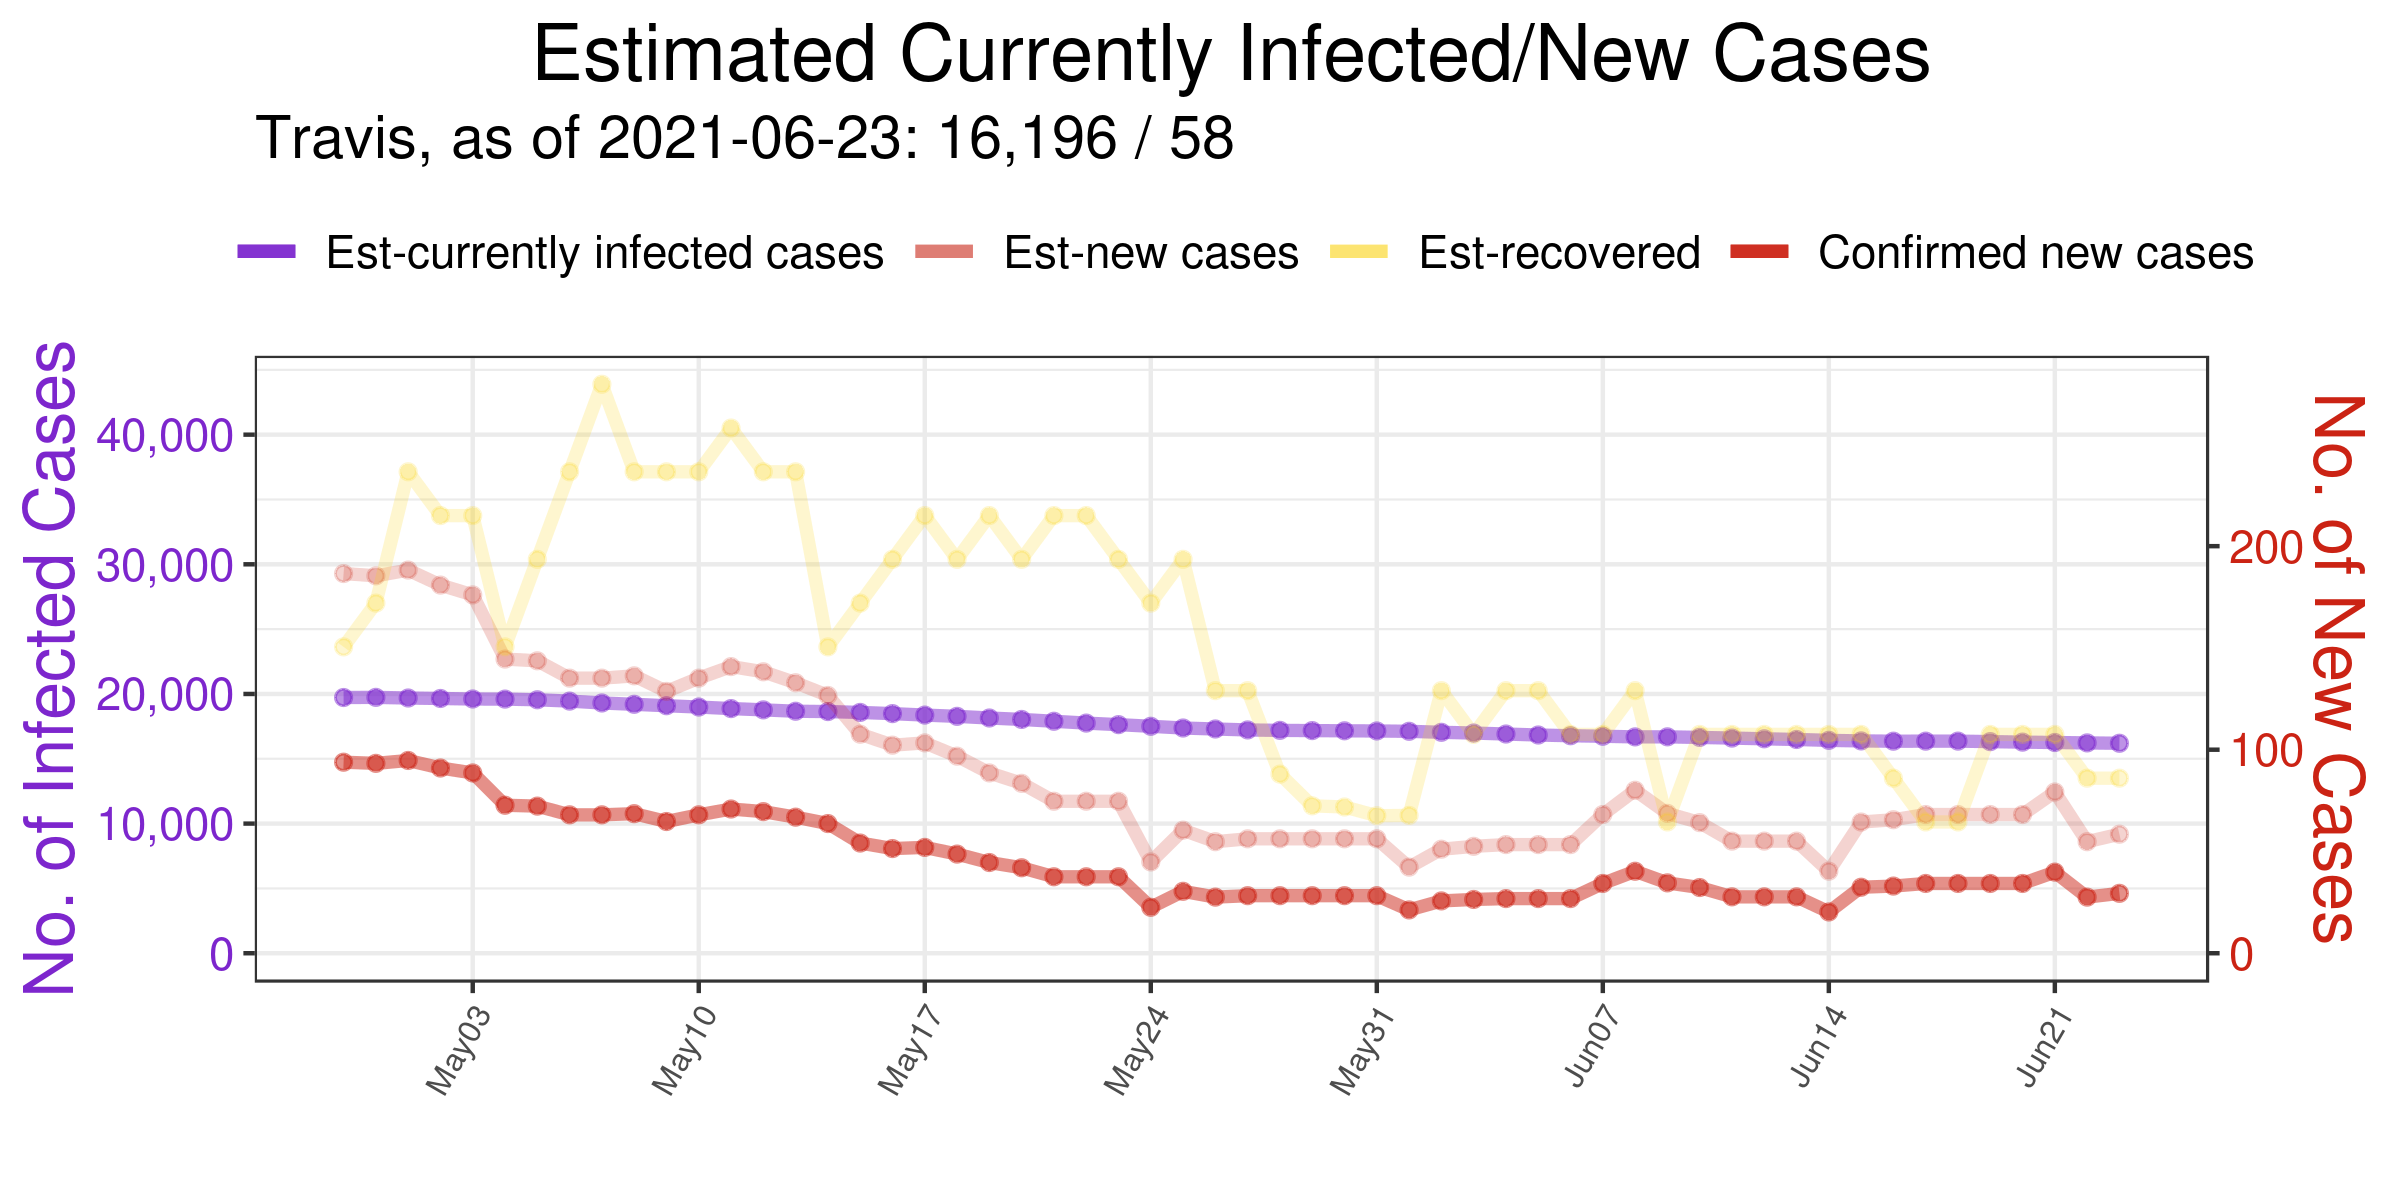 Estimated Currently Infected/New Cases
Travis, as of 2021-06-23: 16,196 / 58
Est-currently infected cases Est-new cases Est-recovered Confirmed new cases
No. of Infected Cases
40,000
30,000
20,000
10,000
0
200
100
0
No. of New Cases
May03 May10 May17 May24 May31 Jun07 Jun14 Jun21